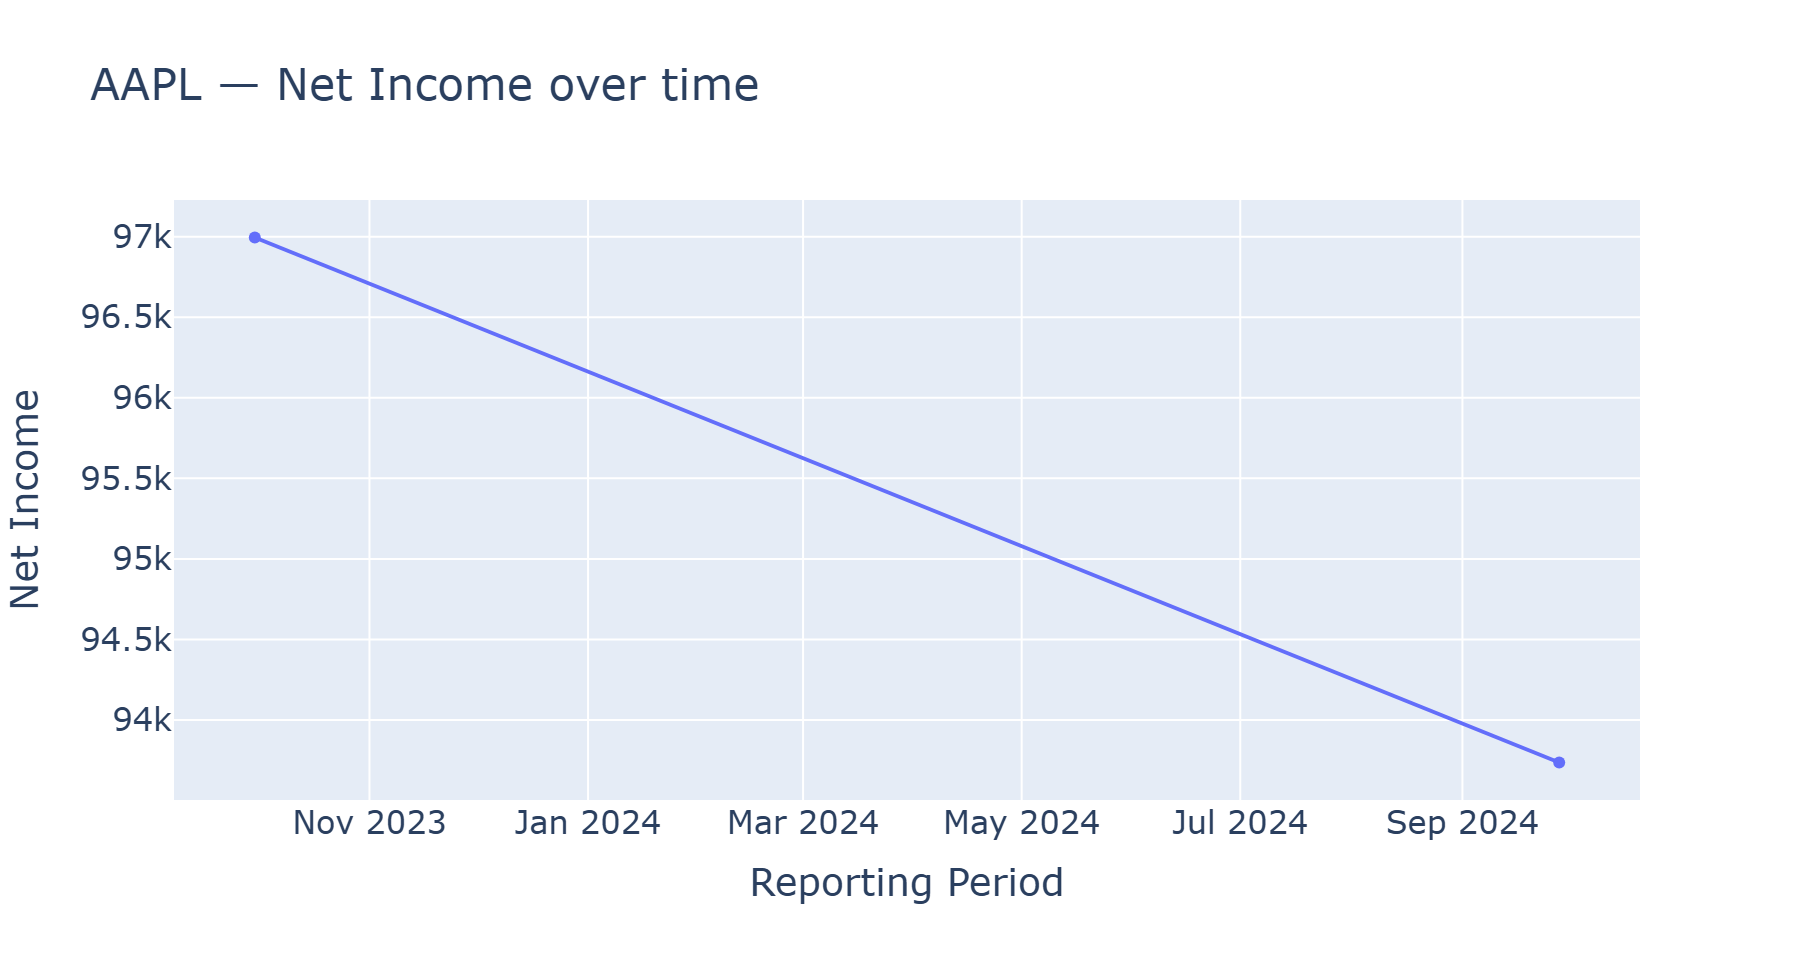 AAPL — Net Income over time
Net Income
97k
96.5k
96k
95.5k
95k
94.5k
94k
Nov 2023
Jan 2024
Mar 2024
May 2024
Jul 2024
Sep 2024
Reporting Period